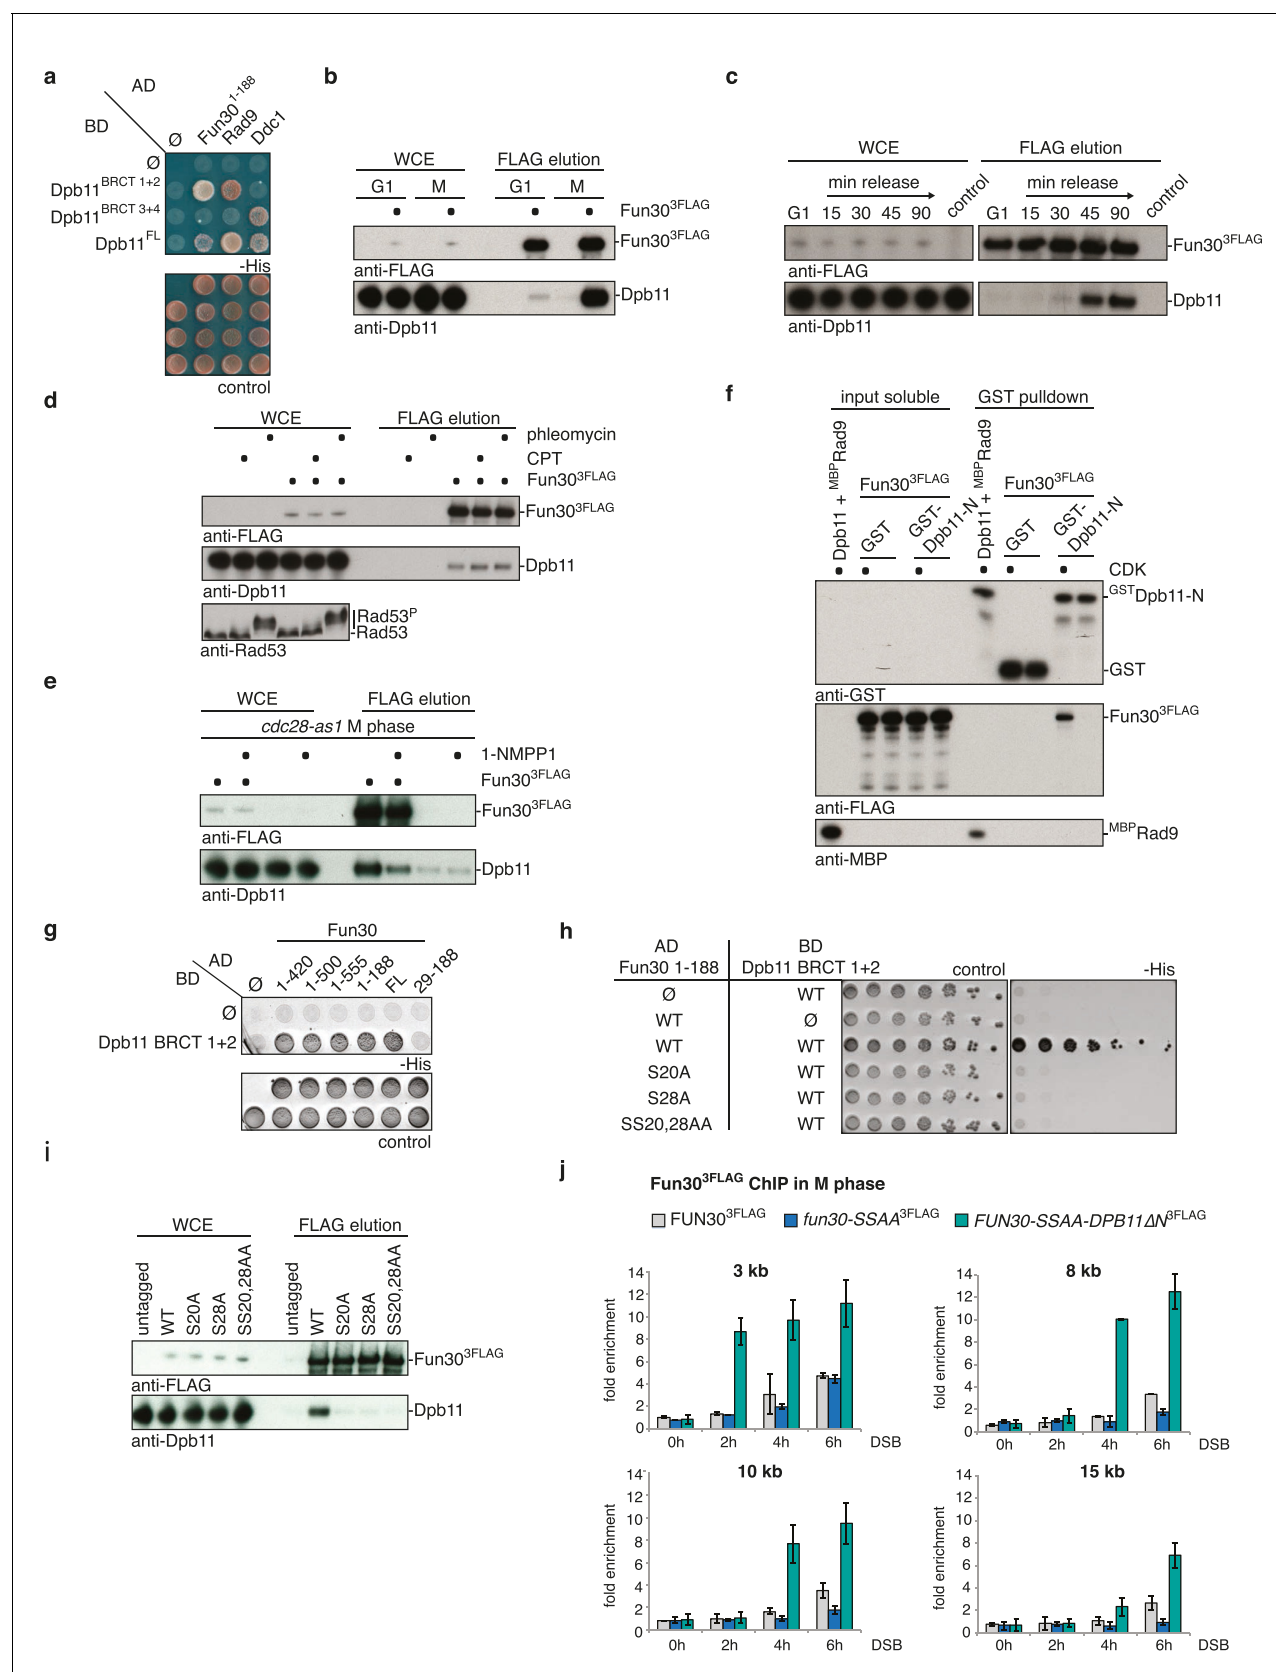 a
AD
BD
Ø
Fun30 1-188
Rad9
Ddc1
Ø
Dpb11 BRCT 1+2
Dpb11 BRCT 3+4
Dpb11 FL
-His
control
b
WCE
FLAG elution
G1 M G1 M
Fun30 3FLAG
-Fun30 3FLAG
anti-FLAG
-Dpb11
anti-Dpb11
c
WCE
FLAG elution
min release
control
min release
control
G1 15 30 45 90
G1 15 30 45 90
-Fun30 3FLAG
anti-FLAG
-Dpb11
anti-Dpb11
d
WCE
FLAG elution
phleomycin
CPT
Fun30 3FLAG
-Fun30 3FLAG
anti-FLAG
-Dpb11
anti-Dpb11
Rad53 P
-Rad53
anti-Rad53
e
WCE
FLAG elution
cdc28-as1 M phase
1-NMPP1
Fun30 3FLAG
-Fun30 3FLAG
anti-FLAG
-Dpb11
anti-Dpb11
f
input soluble
GST pulldown
Dpb11 + MBP Rad9
Fun30 3FLAG
GST
GST-Dpb11-N
Dpb11 + MBP Rad9
Fun30 3FLAG
GST
GST-Dpb11-N
CDK
-GST Dpb11-N
-GST
anti-GST
-Fun30 3FLAG
anti-FLAG
-MBP Rad9
anti-MBP
g
Fun30
AD
BD
Ø
1-420
1-500
1-555
1-188
FL
29-188
Ø
Dpb11 BRCT 1+2
-His
control
h
AD BD
Fun30 1-188 Dpb11 BRCT 1+2 control -His
Ø WT
WT Ø
WT WT
S20A WT
S28A WT
SS20,28AA WT
i
WCE
FLAG elution
untagged
WT
S20A
S28A
SS20,28AA
untagged
WT
S20A
S28A
SS20,28AA
-Fun30 3FLAG
anti-FLAG
-Dpb11
anti-Dpb11
j
Fun30 3FLAG ChIP in M phase
FUN30 3FLAG
fun30-SSAA 3FLAG
FUN30-SSAA-DPB11ΔN 3FLAG
3 kb
fold enrichment
14
12
10
8
6
4
2
0
0h 2h 4h 6h DSB
8 kb
fold enrichment
14
12
10
8
6
4
2
0
0h 2h 4h 6h DSB
10 kb
fold enrichment
14
12
10
8
6
4
2
0
0h 2h 4h 6h DSB
15 kb
fold enrichment
14
12
10
8
6
4
2
0
0h 2h 4h 6h DSB